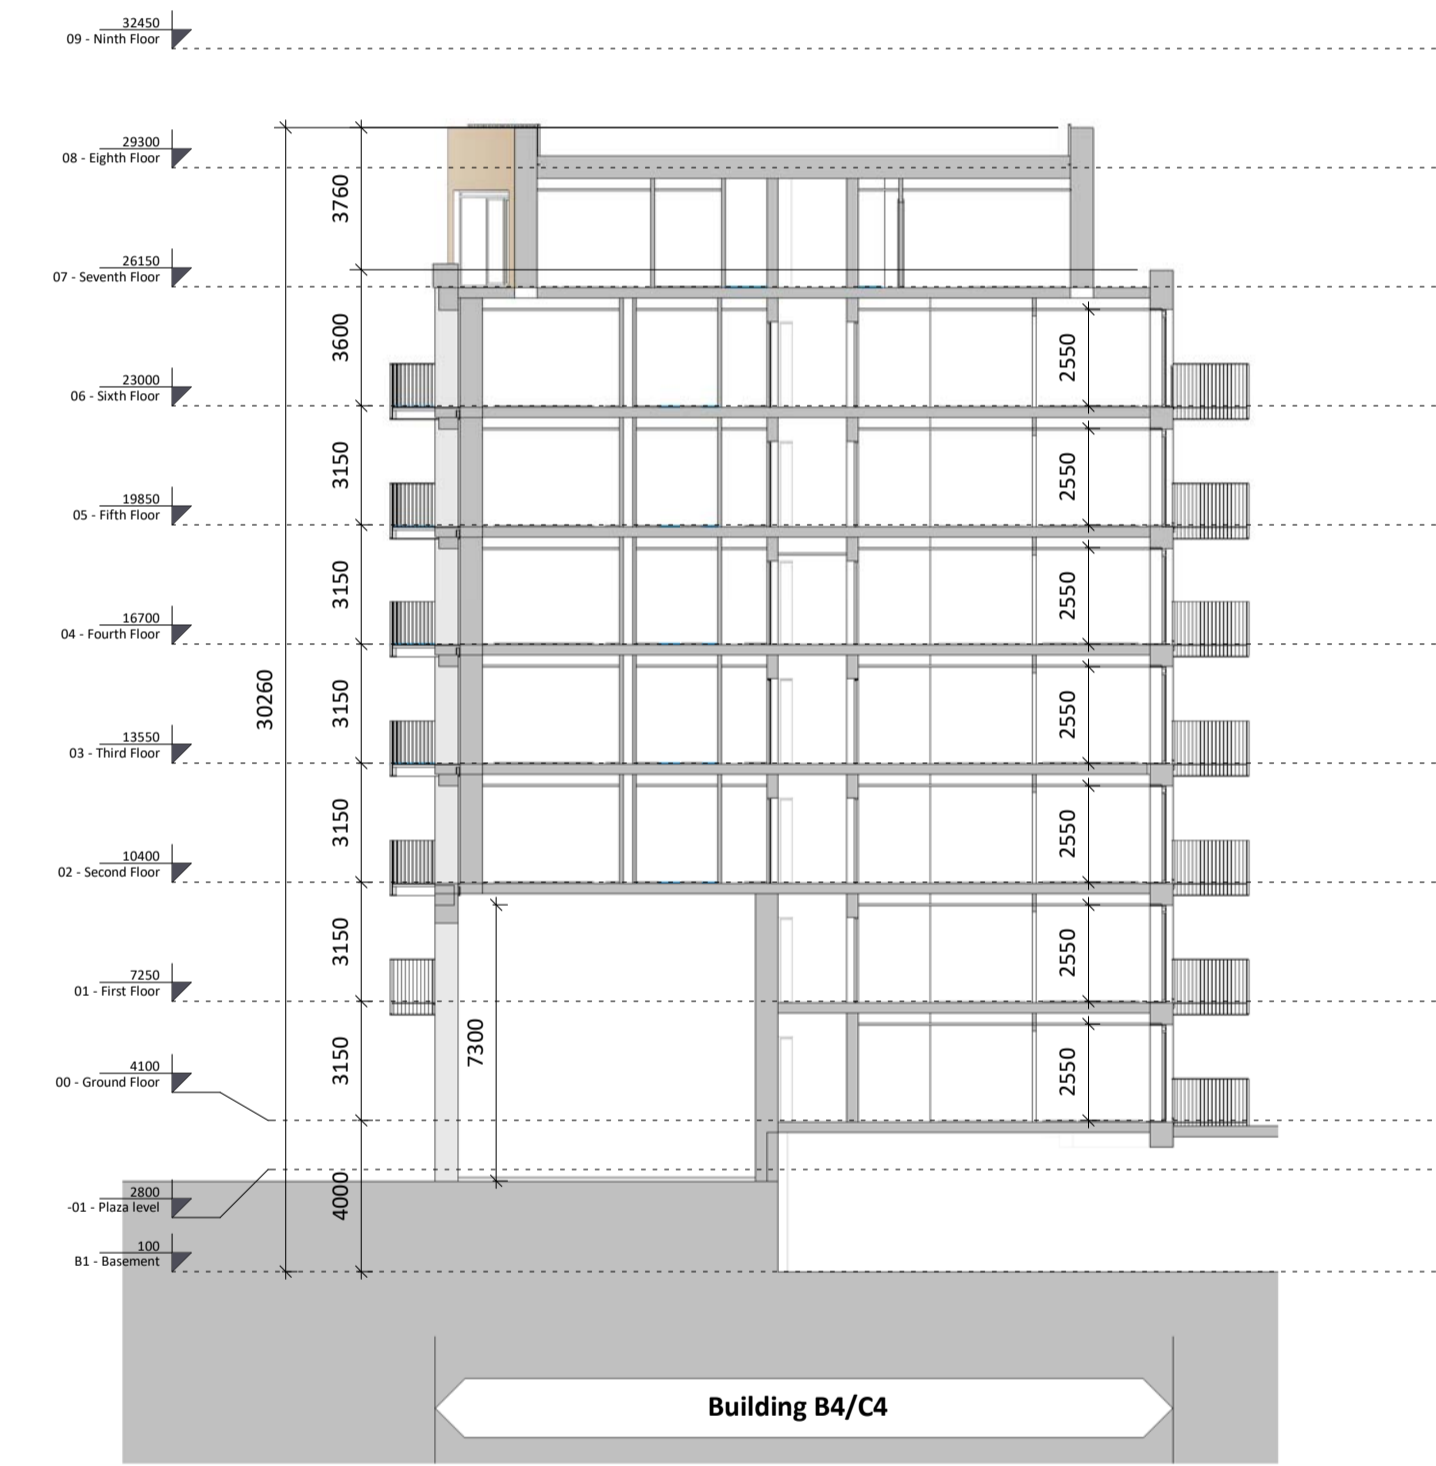 32450
09 - Ninth Floor
29300
08 - Eighth Floor
3760
26150
07 - Seventh Floor
3600
2550
23000
06 - Sixth Floor
3150
2550
19850
05 - Fifth Floor
3150
2550
16700
04 - Fourth Floor
30260
3150
2550
13550
03 - Third Floor
3150
2550
10400
02 - Second Floor
3150
2550
7250
01 - First Floor
7300
3150
2550
4100
00 - Ground Floor
4000
2800
-01 - Plaza level
100
B1 - Basement
Building B4/C4